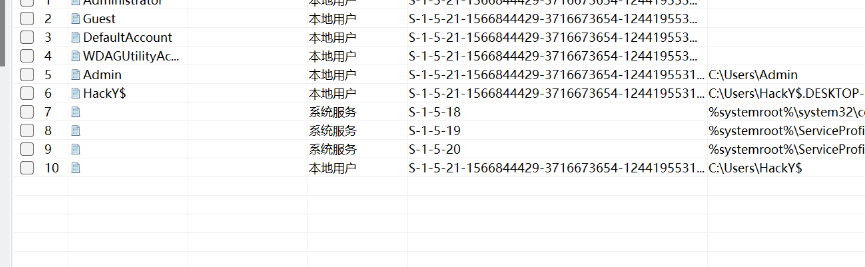 1 Administrator 本地用户 S-1-5-21-1566844429-3716673654-124419553...
2 Guest 本地用户 S-1-5-21-1566844429-3716673654-124419553...
3 DefaultAccount 本地用户 S-1-5-21-1566844429-3716673654-124419553...
4 WDAGUtilityAc... 本地用户 S-1-5-21-1566844429-3716673654-124419553...
5 Admin 本地用户 S-1-5-21-1566844429-3716673654-1244195531... C:\Users\Admin
6 HackY$ 本地用户 S-1-5-21-1566844429-3716673654-1244195531... C:\Users\HackY$.DESKTOP-
7 系统服务 S-1-5-18 %systemroot%\system32\co
8 系统服务 S-1-5-19 %systemroot%\ServiceProfi
9 系统服务 S-1-5-20 %systemroot%\ServiceProfi
10 本地用户 S-1-5-21-1566844429-3716673654-1244195531... C:\Users\HackY$